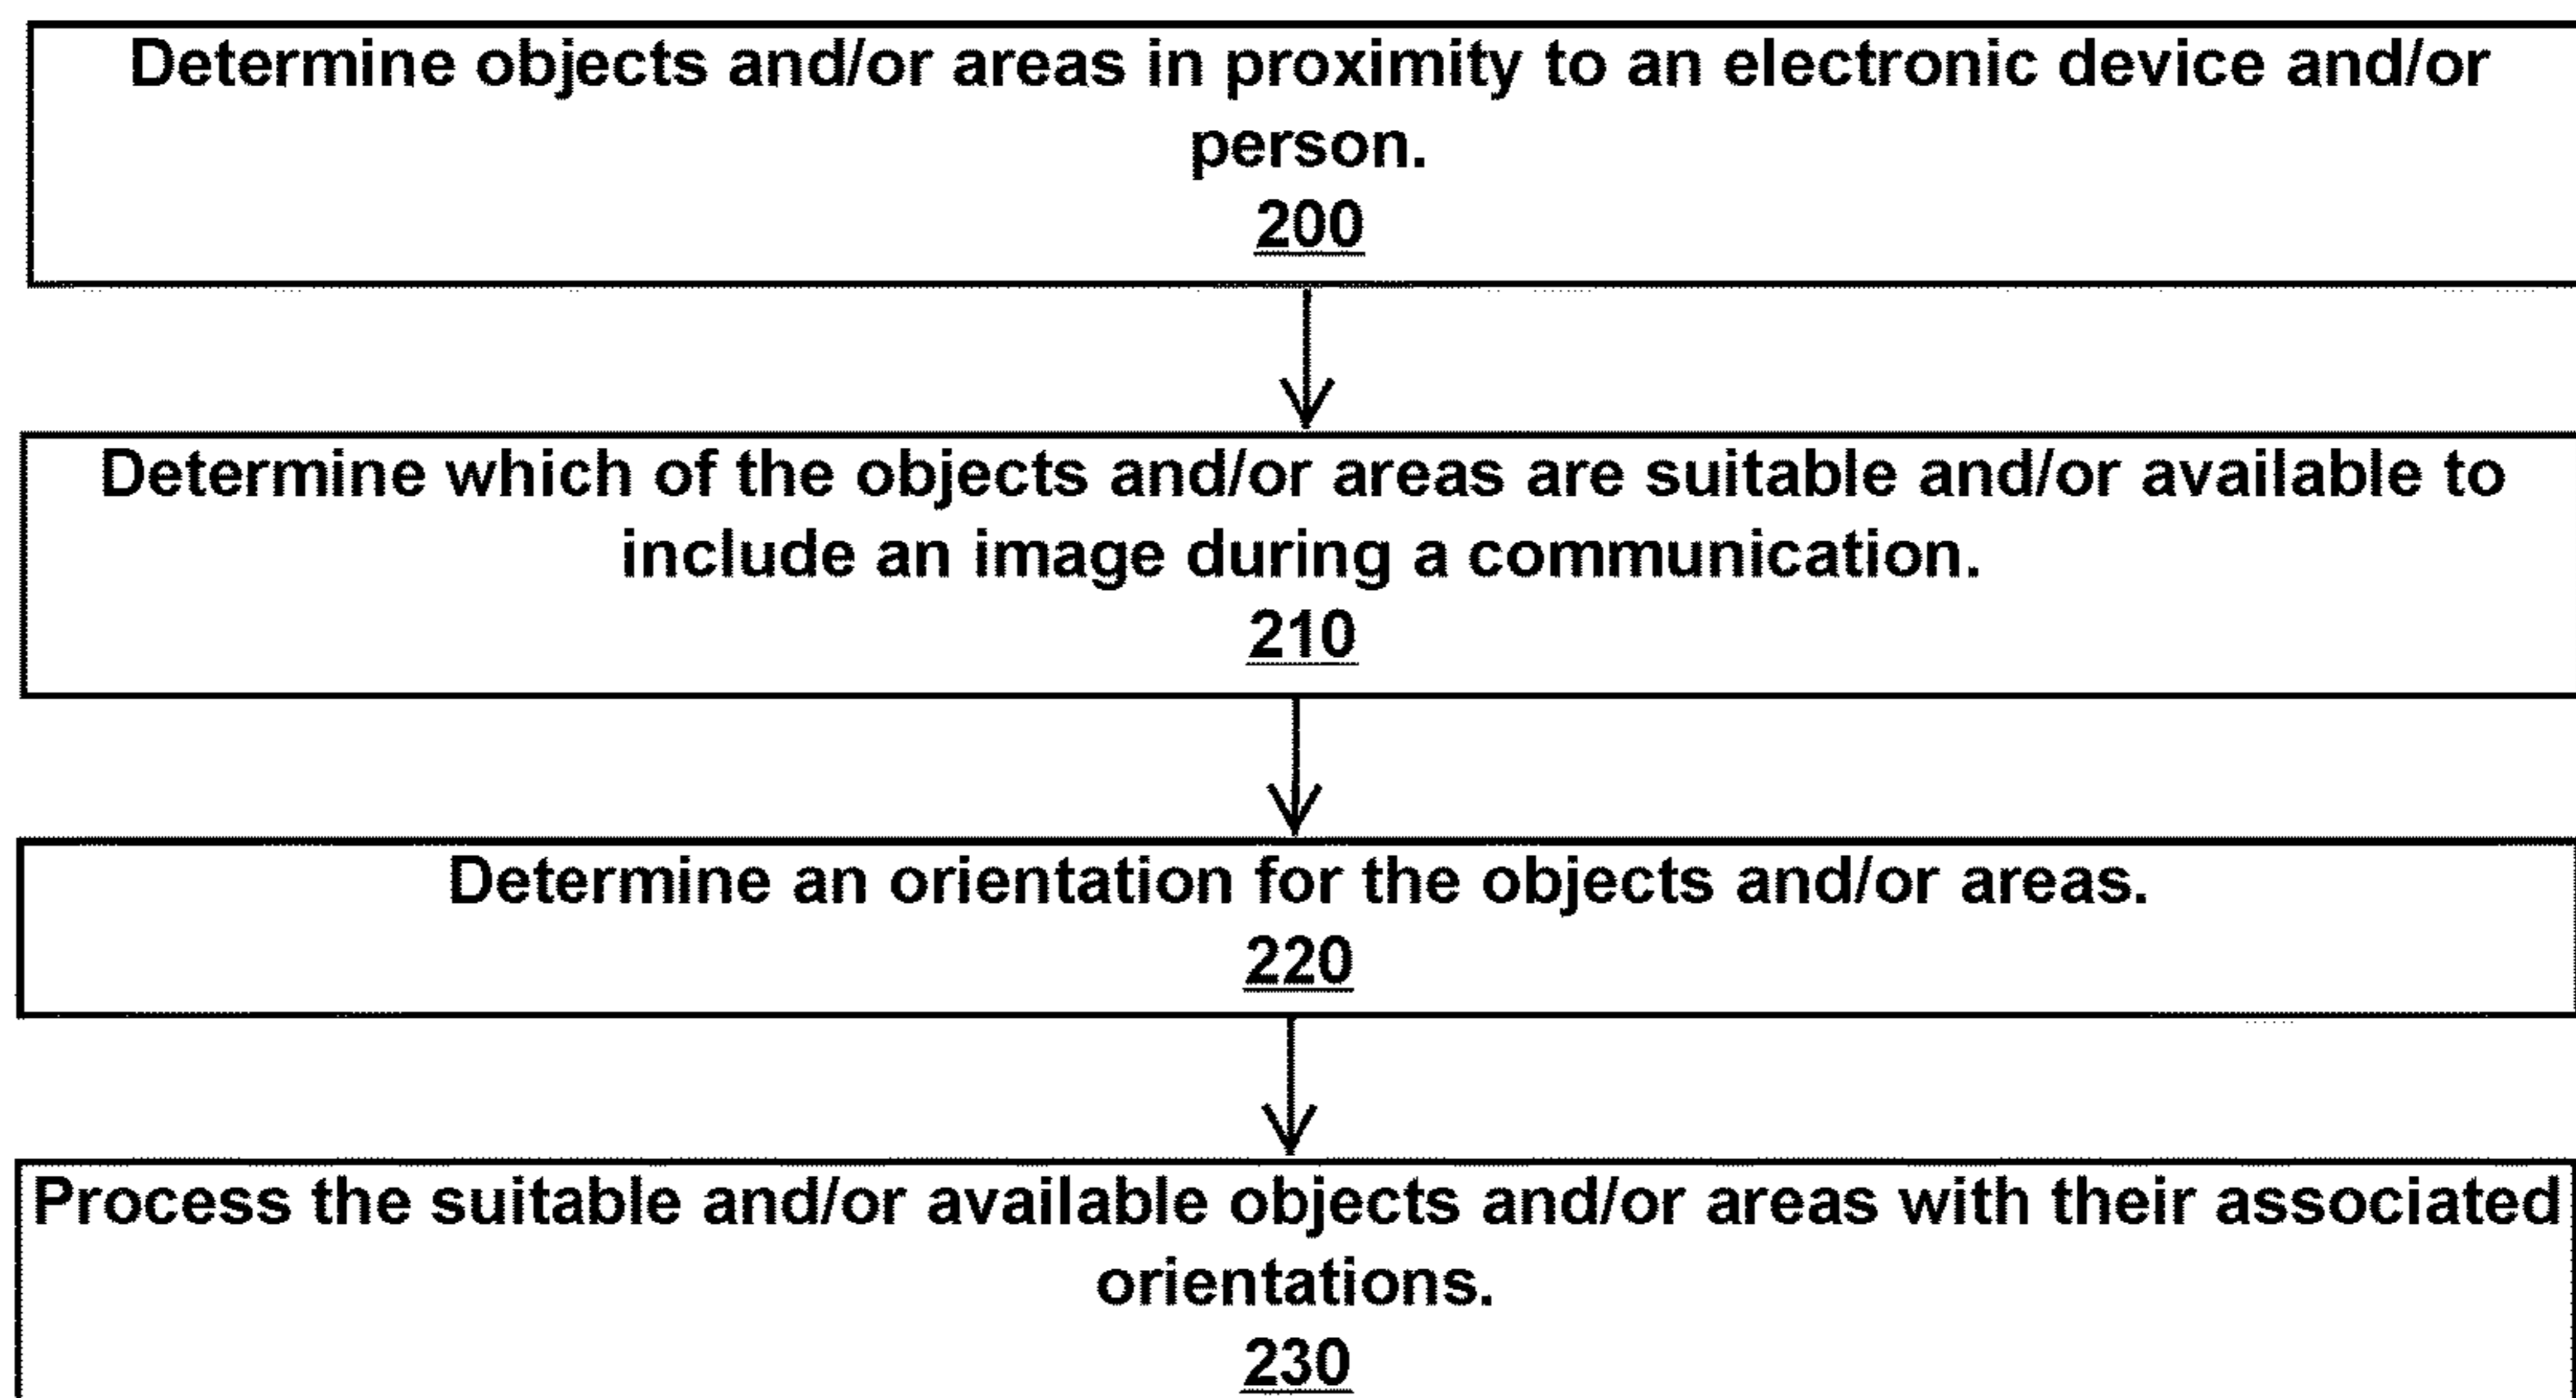 Determine objects and/or areas in proximity to an electronic device and/or
person.
200
Determine which of the objects and/or areas are suitable and/or available to
include an image during a communication.
210
Determine an orientation for the objects and/or areas.
220
Process the suitable and/or available objects and/or areas with their associated
orientations.
230